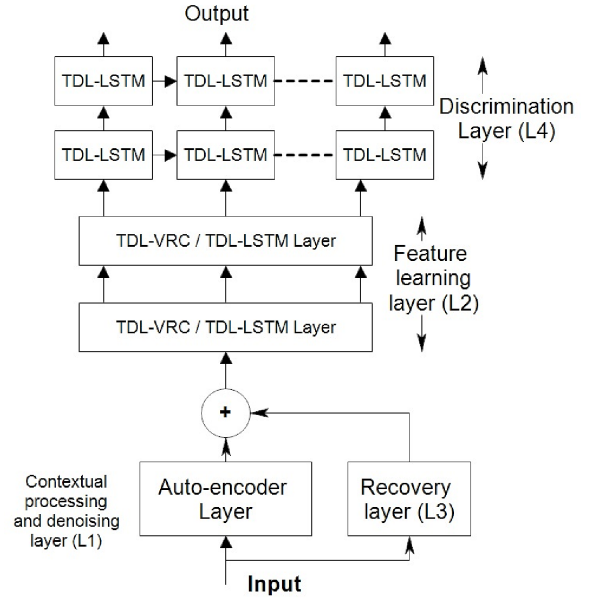 Output
TDL-LSTM TDL-LSTM TDL-LSTM
Discrimination
Layer (L4)
TDL-LSTM TDL-LSTM TDL-LSTM
TDL-VRC / TDL-LSTM Layer
Feature
learning
layer (L2)
TDL-VRC / TDL-LSTM Layer
+
Contextual
processing
and denoising
layer (L1)
Auto-encoder
Layer
Recovery
layer (L3)
Input